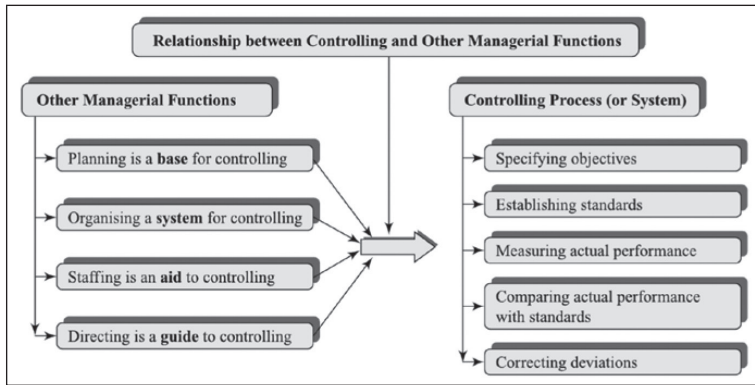 Relationship between Controlling and Other Managerial Functions
Other Managerial Functions
Planning is a base for controlling
Organising a system for controlling
Staffing is an aid to controlling
Directing is a guide to controlling
Controlling Process (or System)
Specifying objectives
Establishing standards
Measuring actual performance
Comparing actual performance
with standards
Correcting deviations